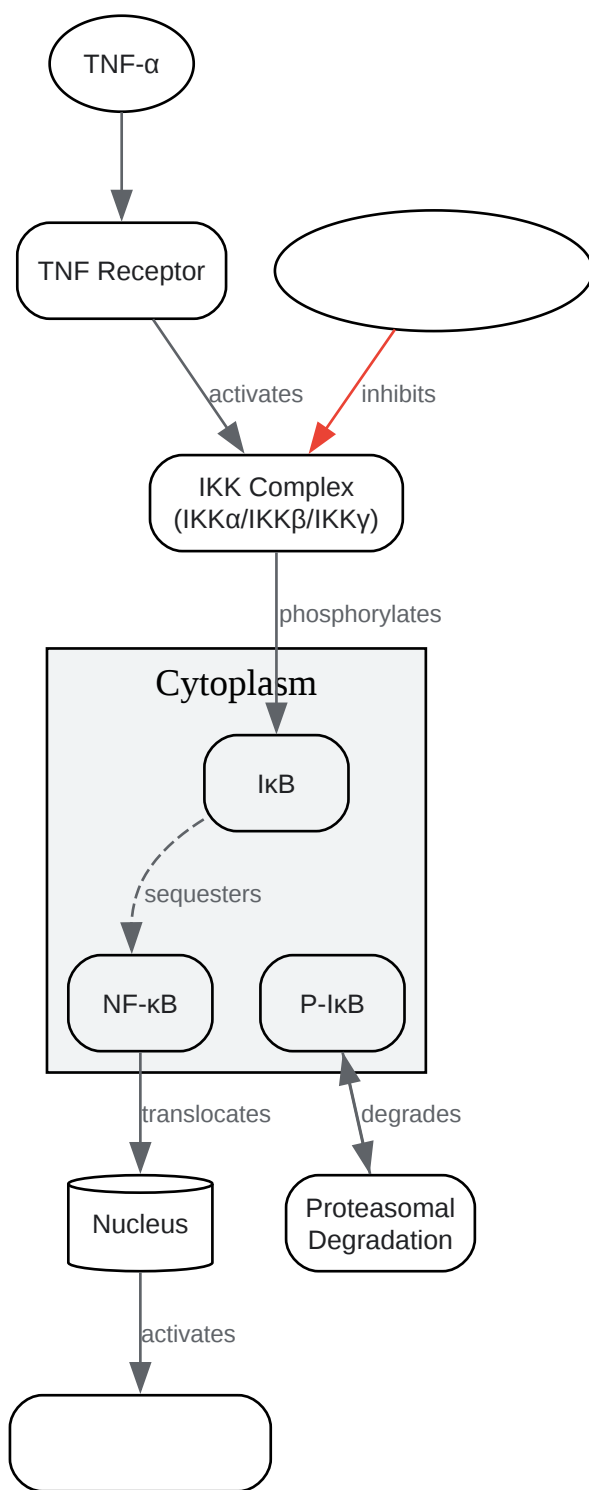 TNF-α
TNF Receptor
activates
inhibits
IKK Complex
(IKKα/IKKβ/IKKγ)
phosphorylates
Cytoplasm
IκB
sequesters
NF-κB
P-IκB
translocates
degrades
Nucleus
Proteasomal
Degradation
activates